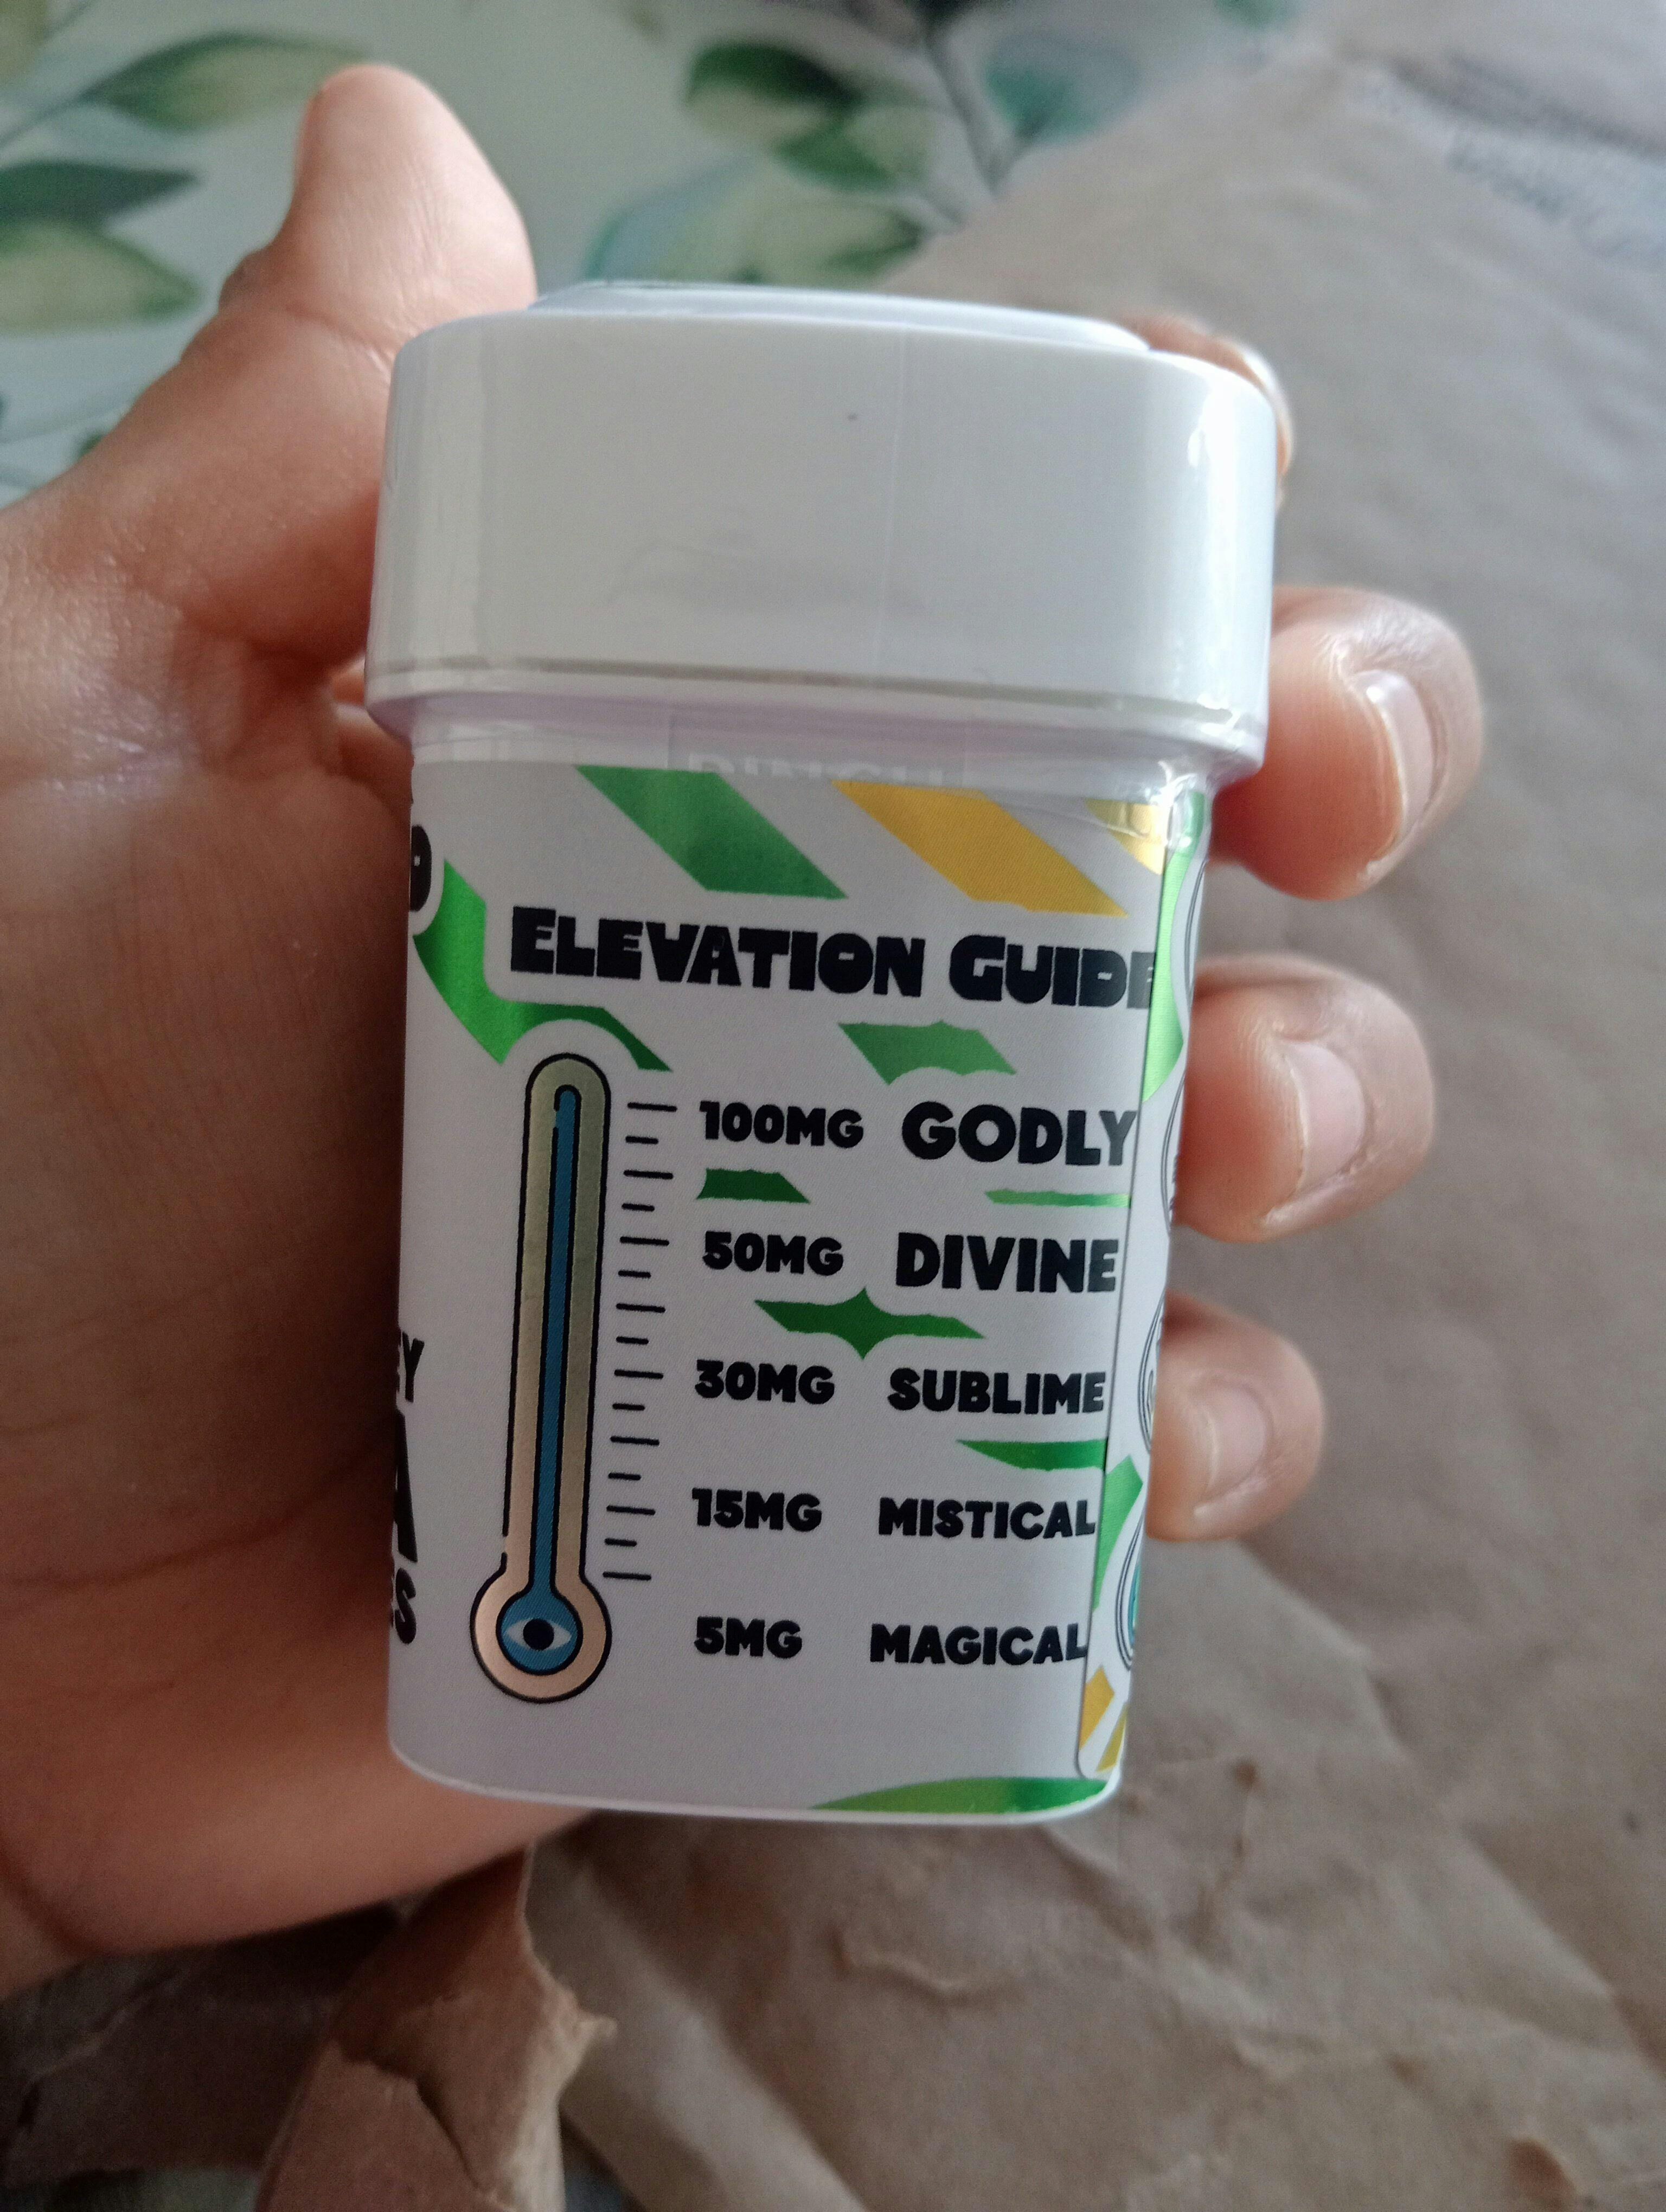 ELEVATION GUIDE
100MG GODLY
50MG DIVINE
30MG SUBLIME
15MG MISTICAL
5MG MAGICAL